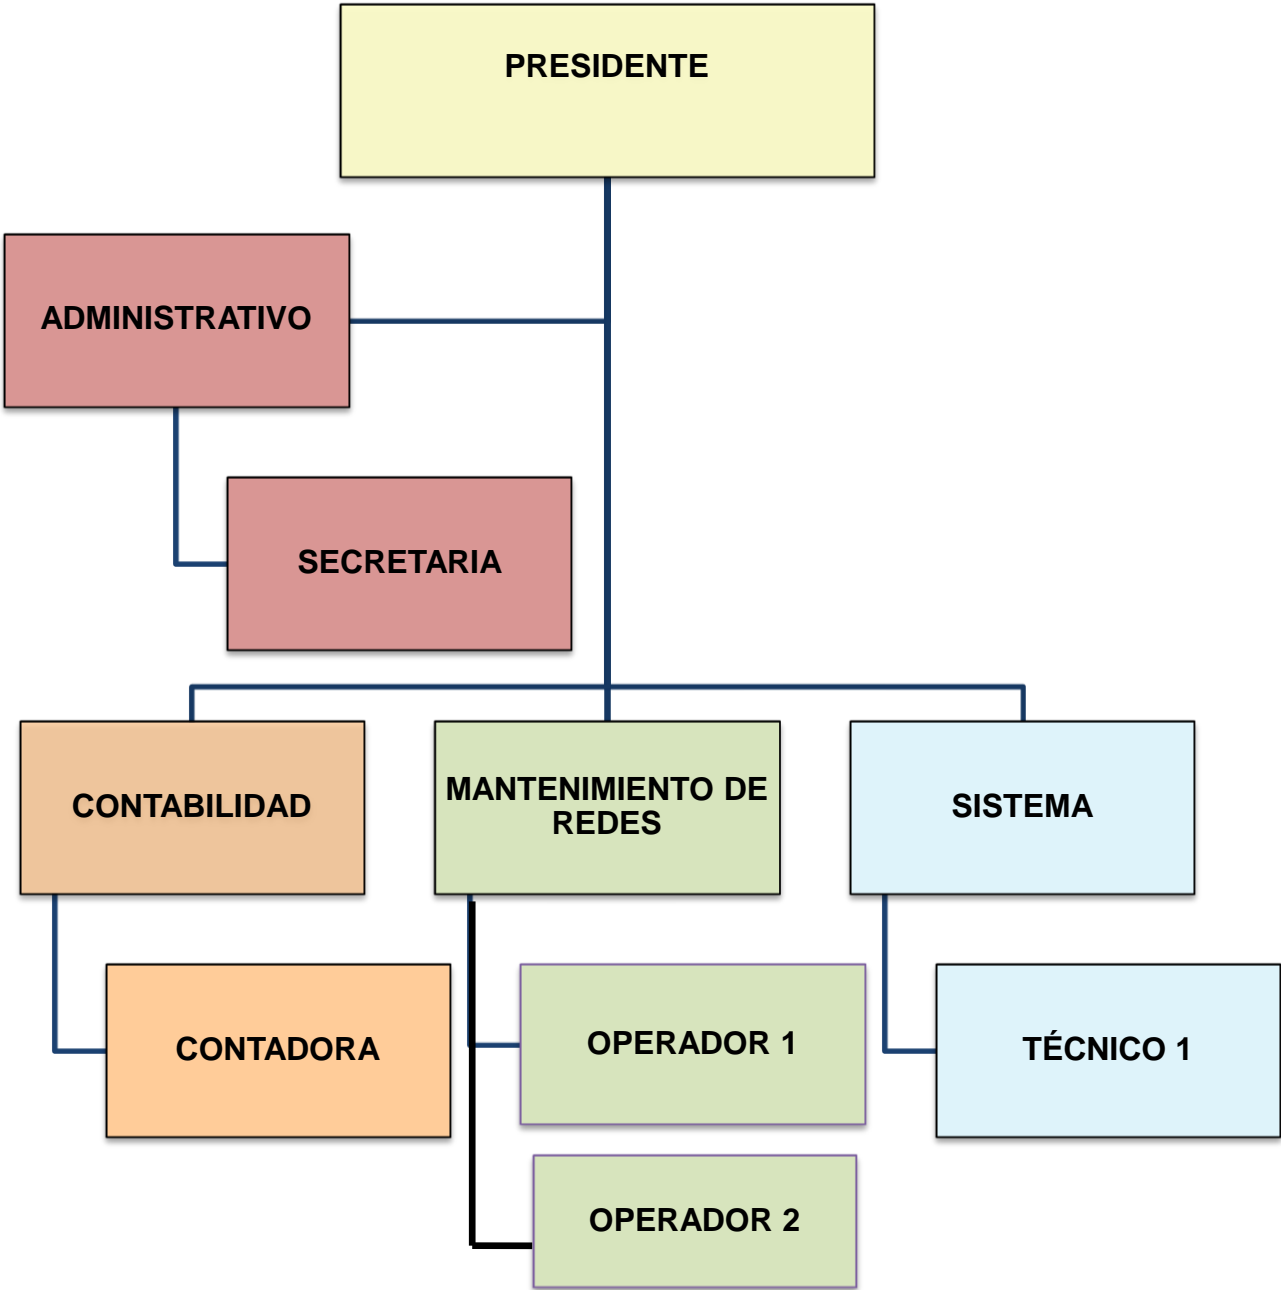 PRESIDENTE
ADMINISTRATIVO
SECRETARIA
CONTABILIDAD
MANTENIMIENTO DE
REDES
SISTEMA
CONTADORA
OPERADOR 1
TÉCNICO 1
OPERADOR 2